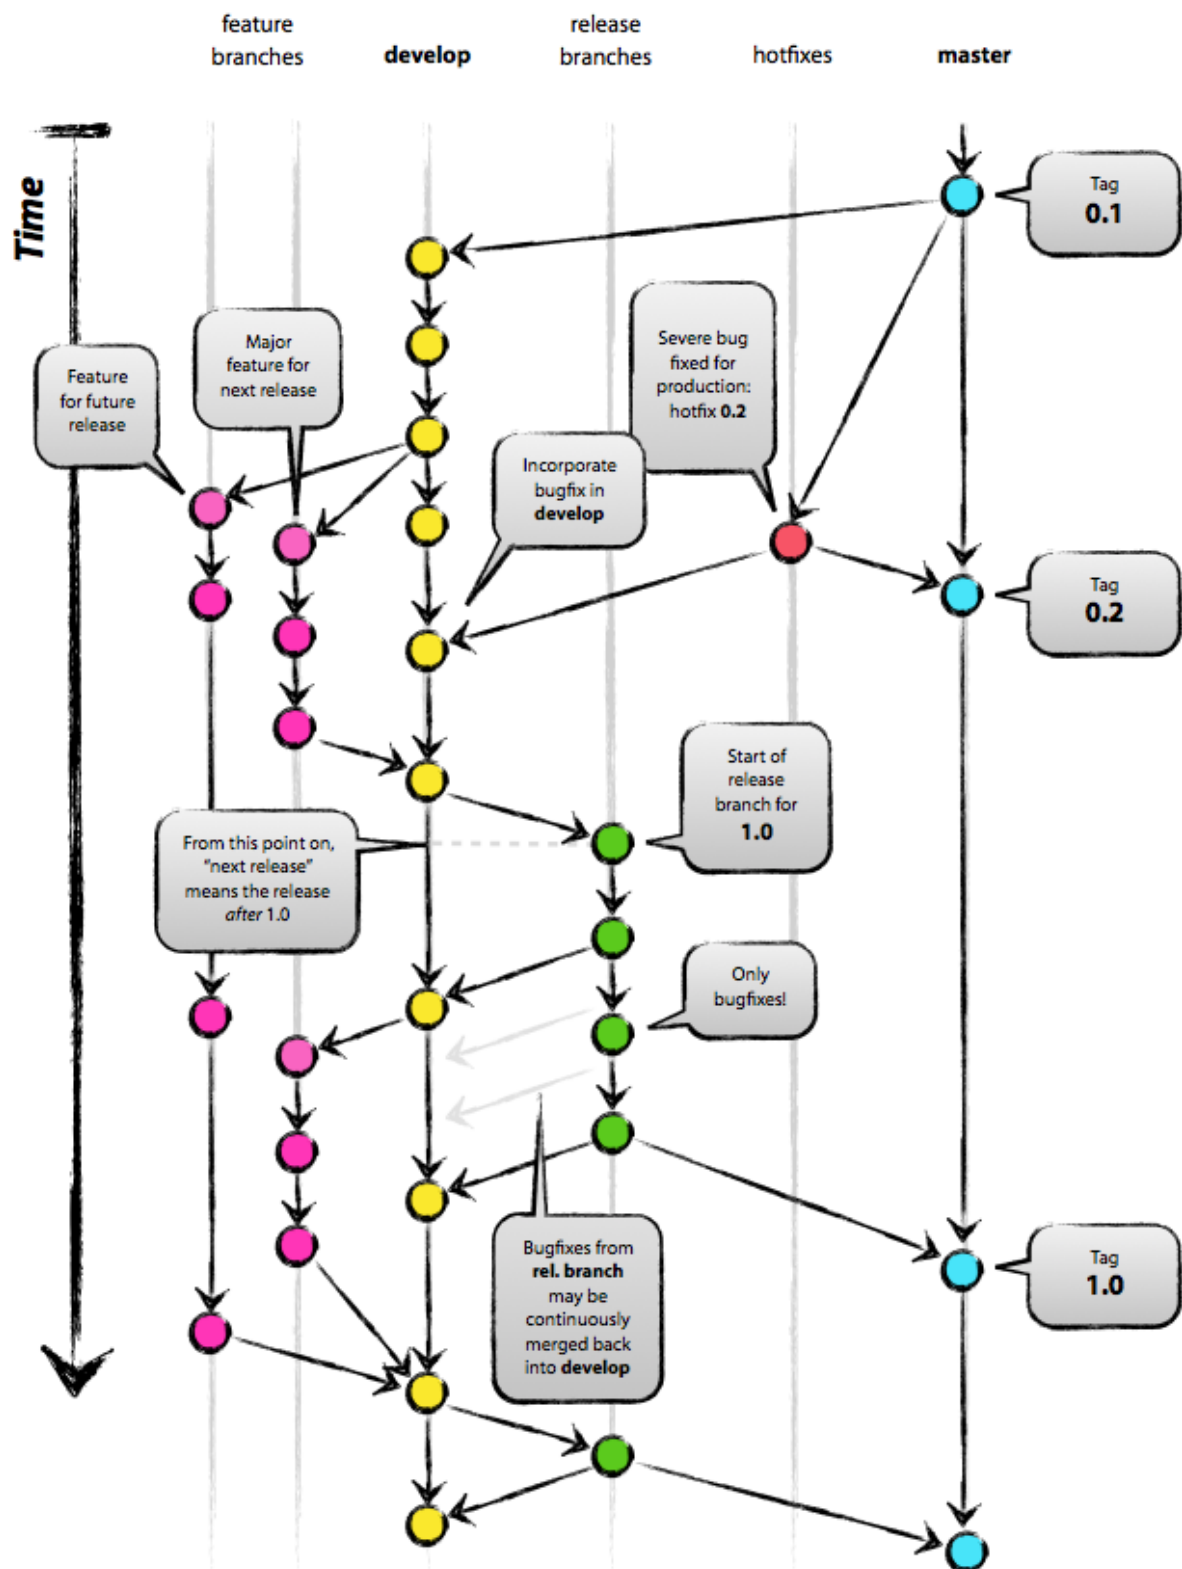 feature
branches
develop
release
branches
hotfixes
master
Time
Tag
0.1
Major
feature for
next release
Feature
for future
release
Severe bug
fixed for
production:
hotfix 0.2
Incorporate
bugfix in
develop
Tag
0.2
Start of
release
branch for
1.0
From this point on,
“next release”
means the release
after 1.0
Only
bugfixes!
Bugfixes from
rel. branch
may be
continuously
merged back
into develop
Tag
1.0